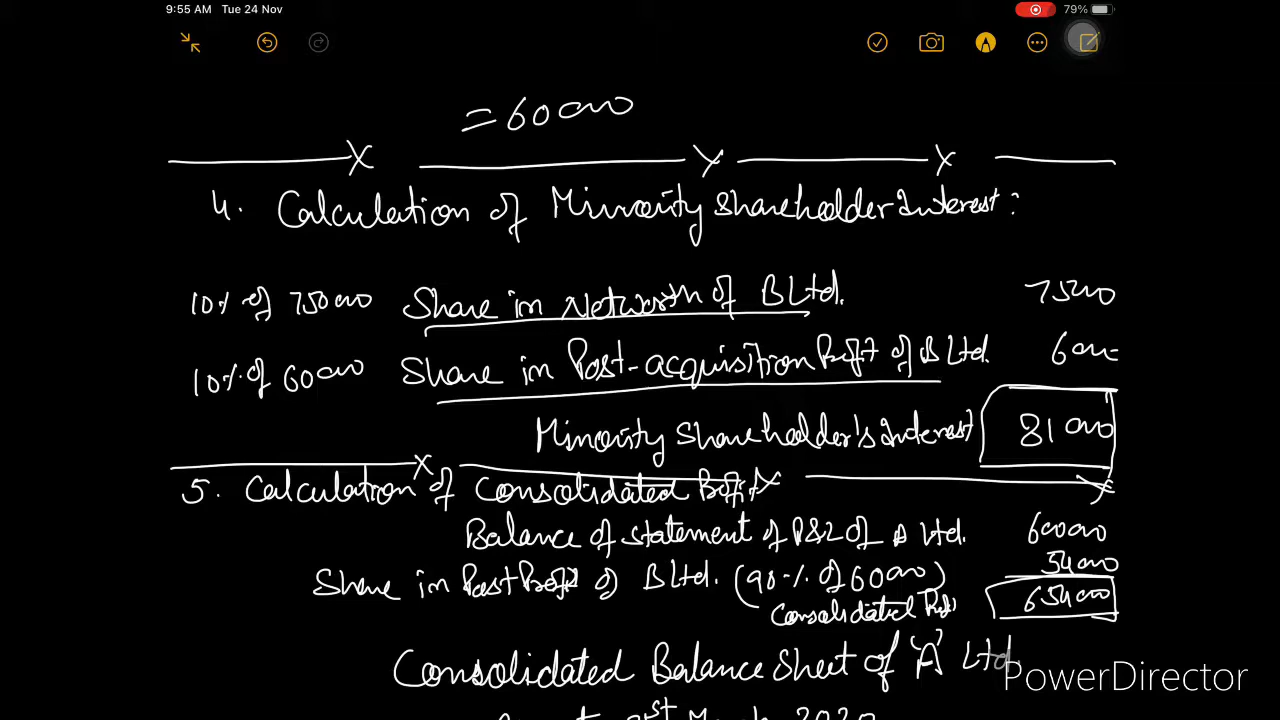 9:55 AM Tue 24 Nov 79%
= 60000
4. Calculation of Minority Shareholder Interest :
10% of 750000 Share in Networth of B Ltd. 75000
10% of 60000 Share in Post-acquisition Profit of B Ltd. 6000
Minority Shareholder's Interest 81000
5. Calculation of Consolidated Profit
Balance of statement of P&L of A Ltd. 600000
Share in Post Profit of B Ltd. (90% of 60000) 54000
Consolidated Profit 654000
Consolidated Balance Sheet of 'A' Ltd
March 2020
PowerDirector